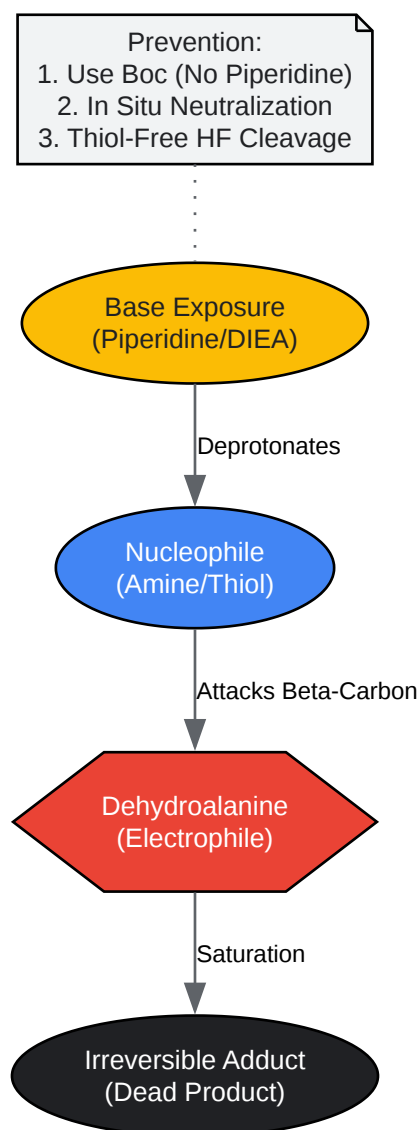 Prevention:
1. Use Boc (No Piperidine)
2. In Situ Neutralization
3. Thiol-Free HF Cleavage
Base Exposure
(Piperidine/DIEA)
Deprotonates
Nucleophile
(Amine/Thiol)
Attacks Beta-Carbon
Dehydroalanine
(Electrophile)
Saturation
Irreversible Adduct
(Dead Product)